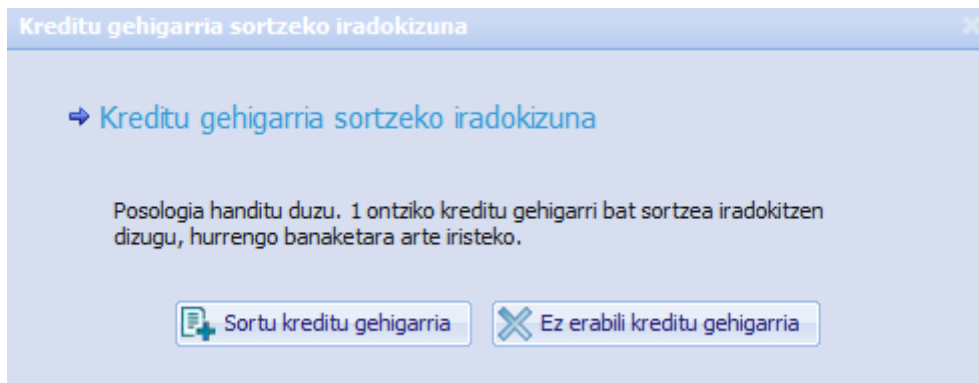 Kreditu gehigarria sortzeko iradokizuna
Kreditu gehigarria sortzeko iradokizuna
Posologia handitu duzu. 1 ontziko kreditu gehigarri bat sortzea iradokitzen
dizugu, hurrengo banaketara arte iristeko.
Sortu kreditu gehigarria
Ez erabili kreditu gehigarria